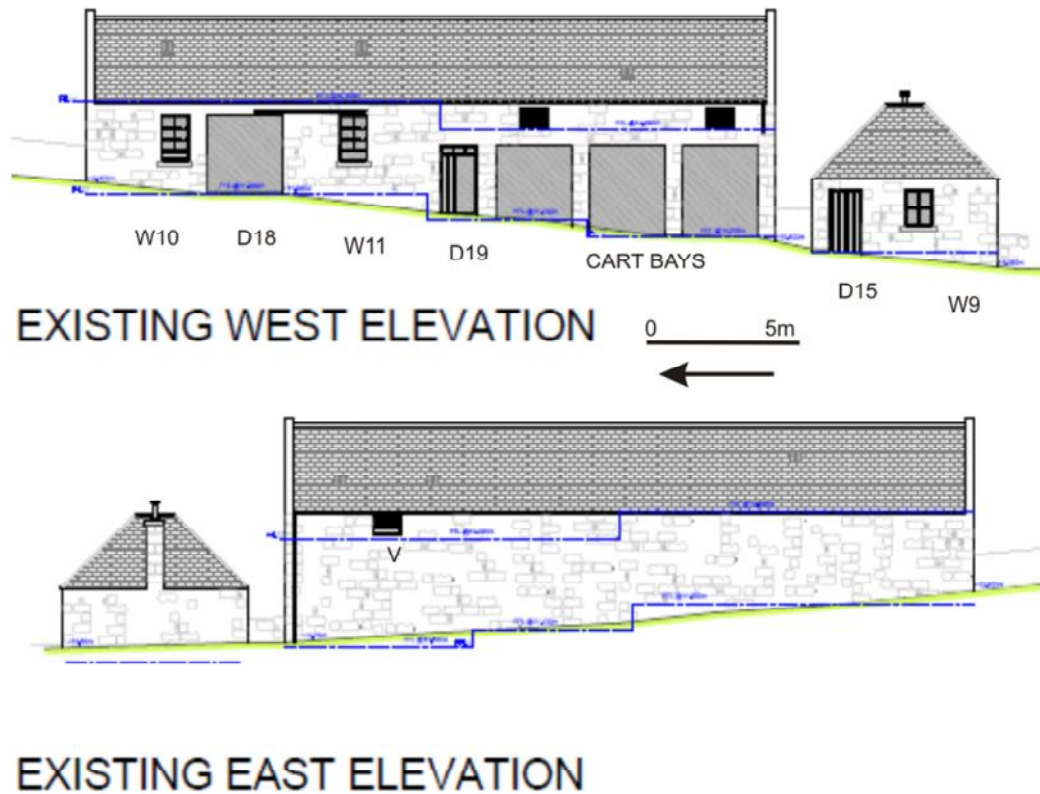 W10 D18 W11 D19 CART BAYS D15 W9
EXISTING WEST ELEVATION
0 5m
V
EXISTING EAST ELEVATION